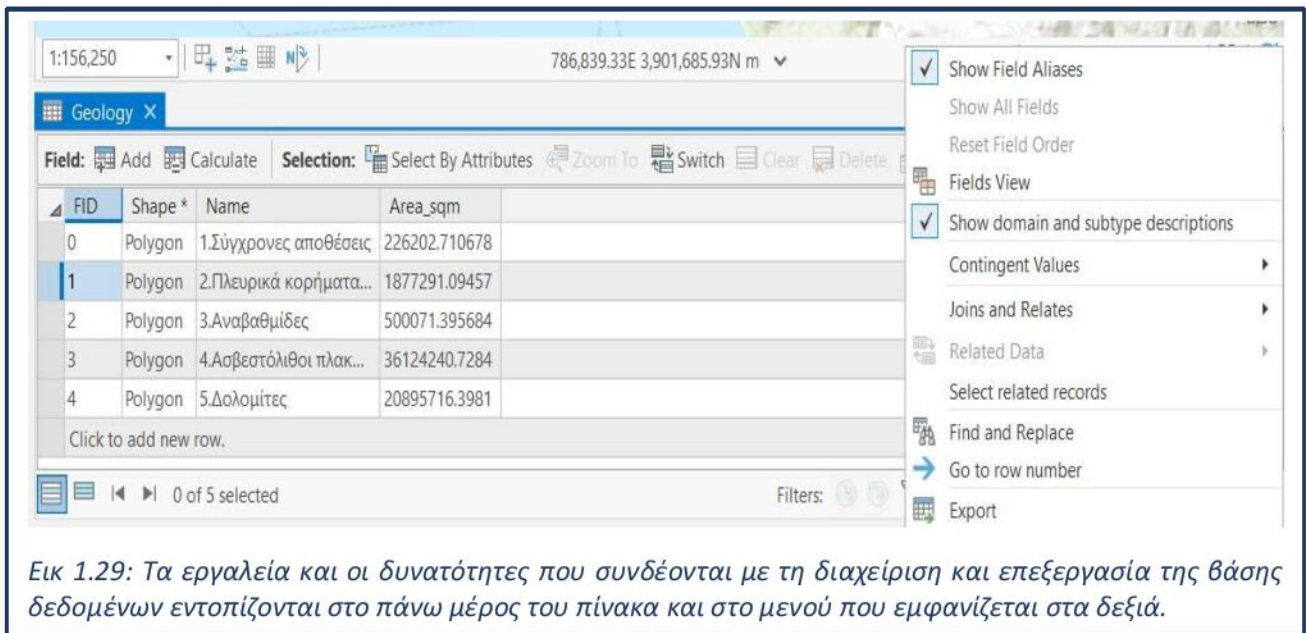 1:156,250
786,839.33E 3,901,685.93N m
Geology
Field: Add Calculate Selection: Select By Attributes Zoom To Switch Clear Delete
FID Shape * Name Area_sqm
0 Polygon 1.Σύγχρονες αποθέσεις 226202.710678
1 Polygon 2.Πλευρικά κορήματα... 1877291.09457
2 Polygon 3.Αναβαθμίδες 500071.395684
3 Polygon 4.Ασβεστόλιθοι πλακ... 36124240.7284
4 Polygon 5.Δολομίτες 20895716.3981
Click to add new row.
0 of 5 selected
Filters:
Show Field Aliases
Show All Fields
Reset Field Order
Fields View
Show domain and subtype descriptions
Contingent Values
Joins and Relates
Related Data
Select related records
Find and Replace
Go to row number
Export
Εικ 1.29: Τα εργαλεία και οι δυνατότητες που συνδέονται με τη διαχείριση και επεξεργασία της βάσης
δεδομένων εντοπίζονται στο πάνω μέρος του πίνακα και στο μενού που εμφανίζεται στα δεξιά.